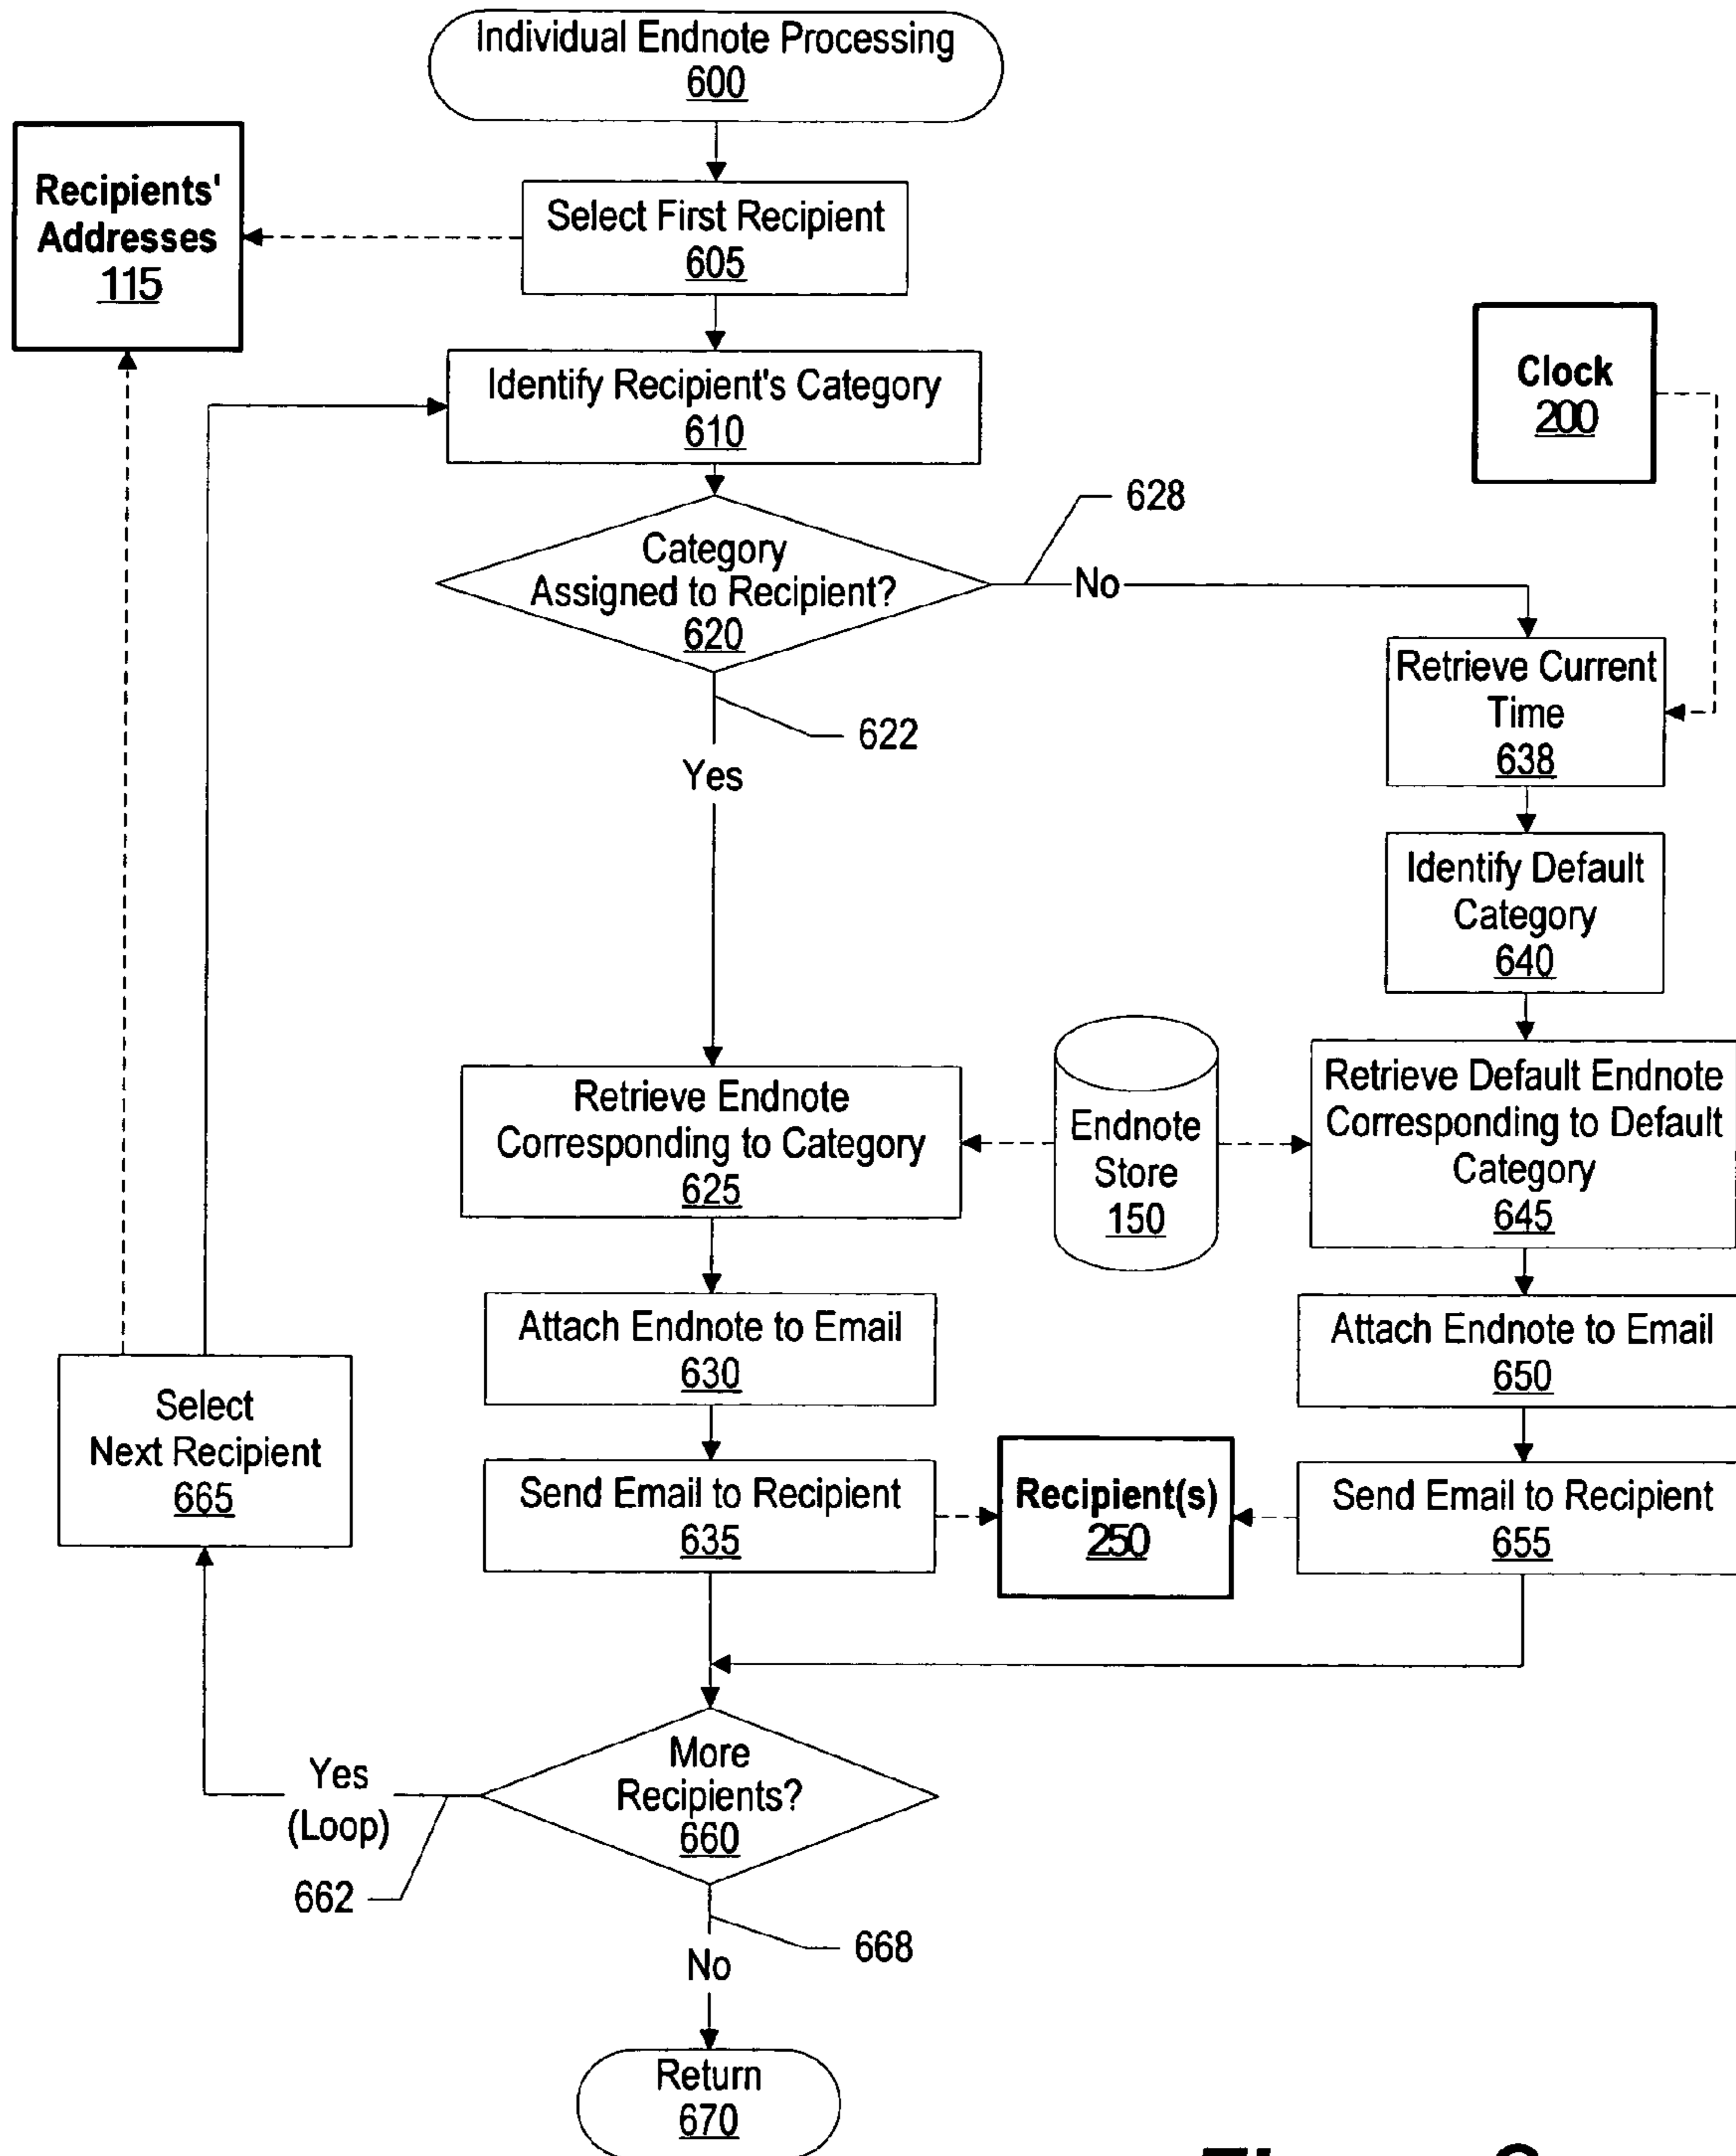 Individual Endnote Processing
600
Recipients'
Addresses
115
Select First Recipient
605
Identify Recipient's Category
610
Clock
200
Category
Assigned to Recipient?
620
628
No
622
Yes
Retrieve Current
Time
638
Identify Default
Category
640
Retrieve Endnote
Corresponding to Category
625
Endnote
Store
150
Retrieve Default Endnote
Corresponding to Default
Category
645
Attach Endnote to Email
630
Attach Endnote to Email
650
Select
Next Recipient
665
Send Email to Recipient
635
Recipient(s)
250
Send Email to Recipient
655
More
Recipients?
660
Yes
(Loop)
662
668
No
Return
670